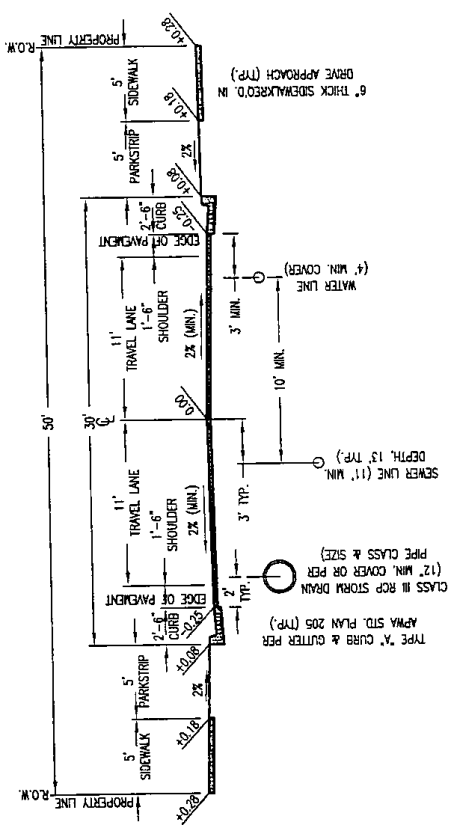 R.O.W.
PROPERTY LINE
R.O.W.
PROPERTY LINE
50'
30'
5'
SIDEWALK
5'
PARKSTRIP
2'-6"
CURB
EDGE OF PAVEMENT
1'-6"
SHOULDER
11'
TRAVEL LANE
℄
11'
TRAVEL LANE
1'-6"
SHOULDER
EDGE OF PAVEMENT
2'-6"
CURB
5'
PARKSTRIP
5'
SIDEWALK
+0.28
+0.18
2%
+0.08
-0.25
2% (MIN.)
0.00
2% (MIN.)
-0.25
+0.08
2%
+0.18
+0.28
TYPE "A" CURB & GUTTER PER
APWA STD. PLAN 205 (TYP.)
2'
TYP.
CLASS III RCP STORM DRAIN
(12" MIN. COVER OR PER
PIPE CLASS & SIZE)
3' TYP.
SEWER LINE (11' MIN.
DEPTH, 13' TYP.)
10' MIN.
3' MIN.
WATER LINE
(4' MIN. COVER)
6" THICK SIDEWALKREQ'D. IN
DRIVE APPROACH (TYP.)